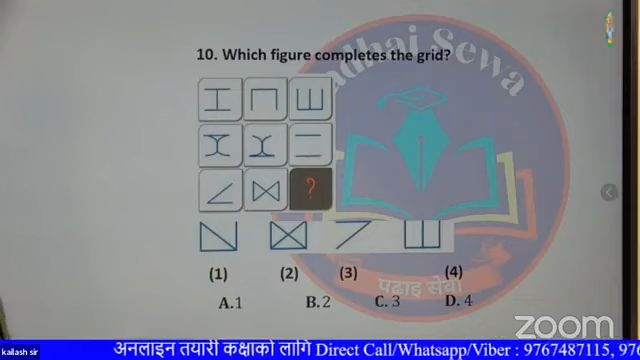 10. Which figure completes the grid?
?
(1) (2) (3) (4)
A.1 B.2 C. 3 D. 4
पढाइ सेवा
zoom
kailash sir
अनलाइन तयारी कक्षाको लागि Direct Call/Whatsapp/Viber : 9767487115, 976